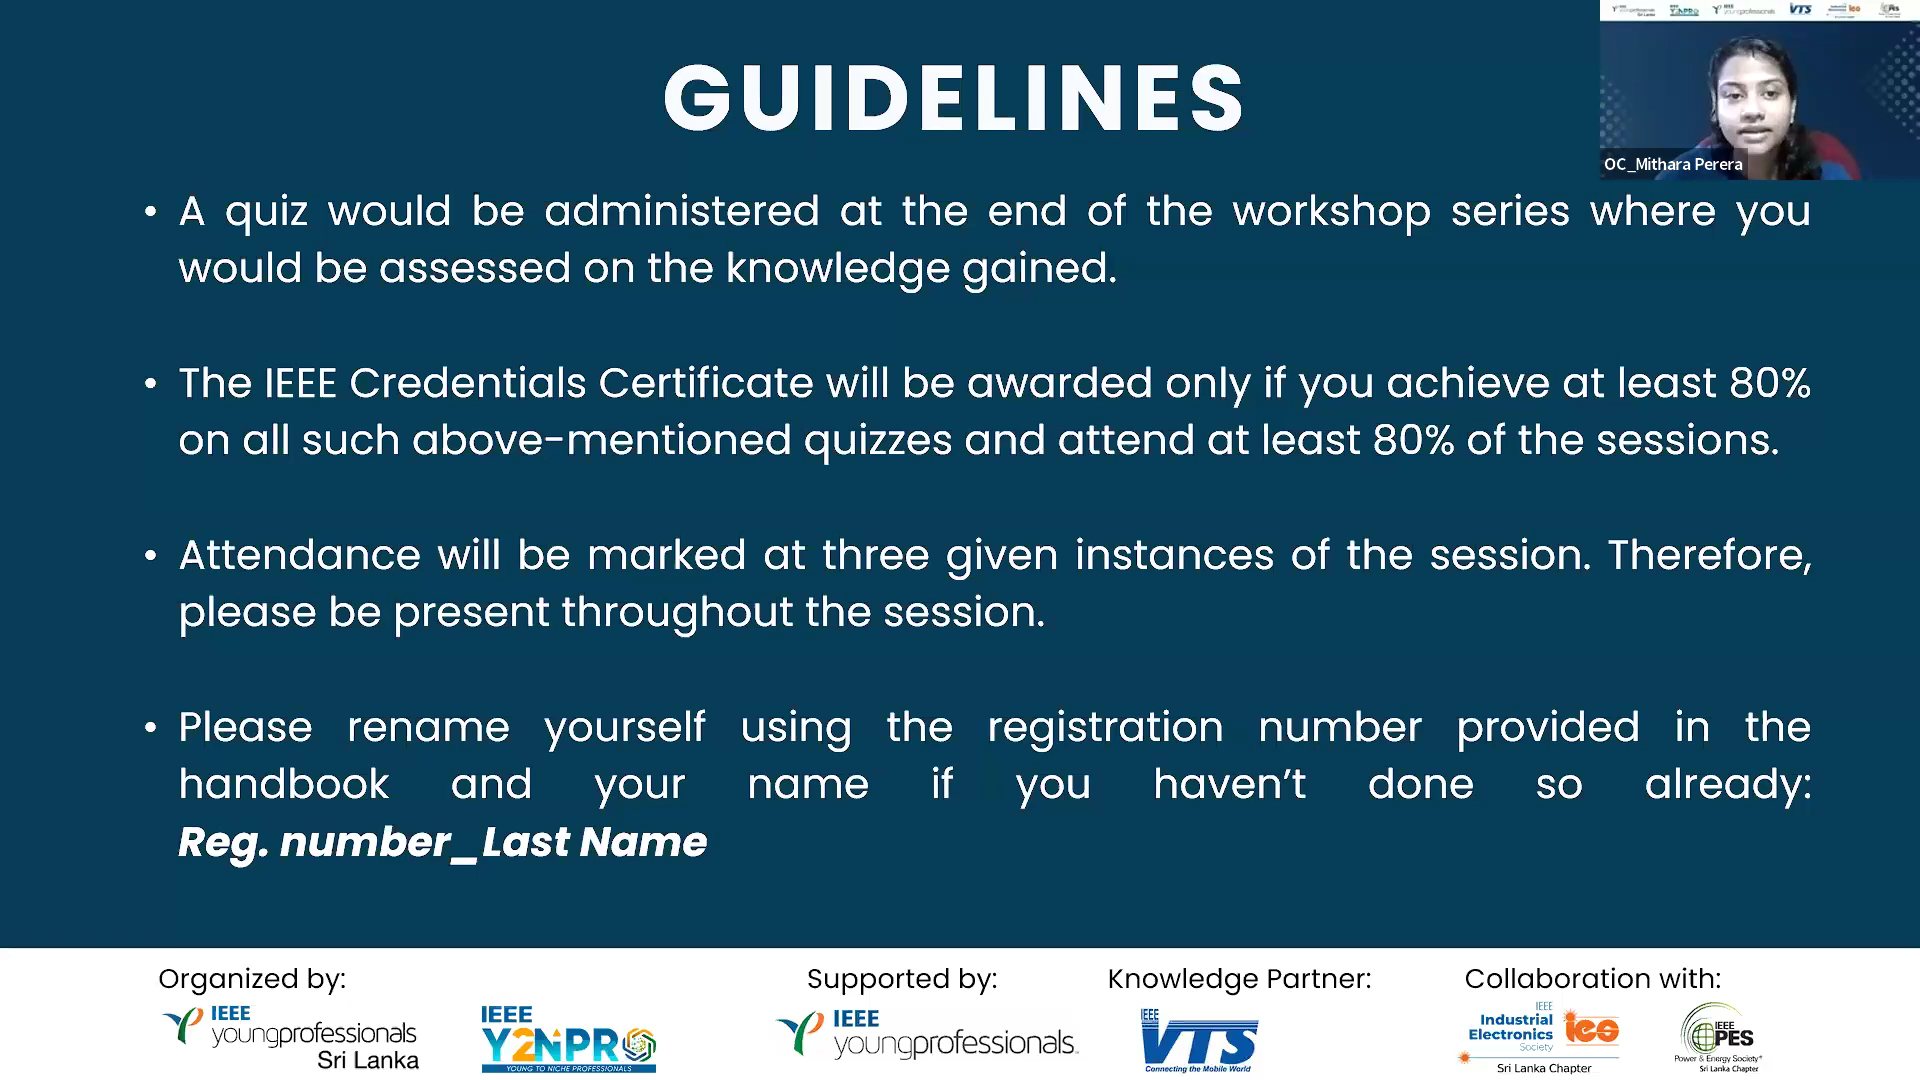 GUIDELINES
OC_Mithara Perera
• A quiz would be administered at the end of the workshop series where you
would be assessed on the knowledge gained.
• The IEEE Credentials Certificate will be awarded only if you achieve at least 80%
on all such above-mentioned quizzes and attend at least 80% of the sessions.
• Attendance will be marked at three given instances of the session. Therefore,
please be present throughout the session.
• Please rename yourself using the registration number provided in the
handbook and your name if you haven't done so already:
Reg. number_Last Name
Organized by:
IEEE
youngprofessionals
Sri Lanka
IEEE
Y2NPRO
YOUNG TO NICHE PROFESSIONALS
Supported by:
IEEE
youngprofessionals
Knowledge Partner:
IEEE
VTS
Connecting the Mobile World
Collaboration with:
IEEE
Industrial
Electronics
Society
ies
Sri Lanka Chapter
IEEE
PES
Power & Energy Society
Sri Lanka Chapter